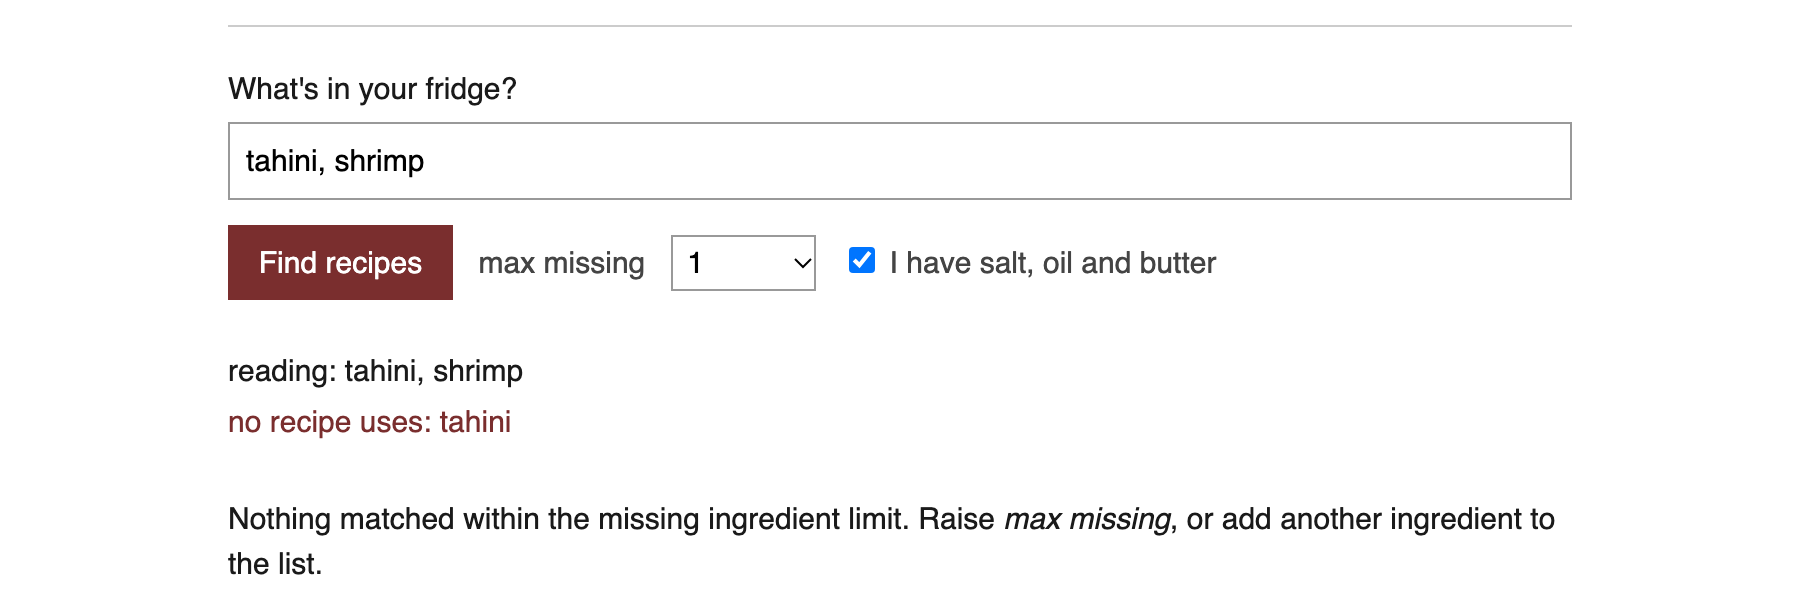 What's in your fridge?
tahini, shrimp
Find recipes max missing 1 I have salt, oil and butter
reading: tahini, shrimp
no recipe uses: tahini
Nothing matched within the missing ingredient limit. Raise max missing, or add another ingredient to
the list.